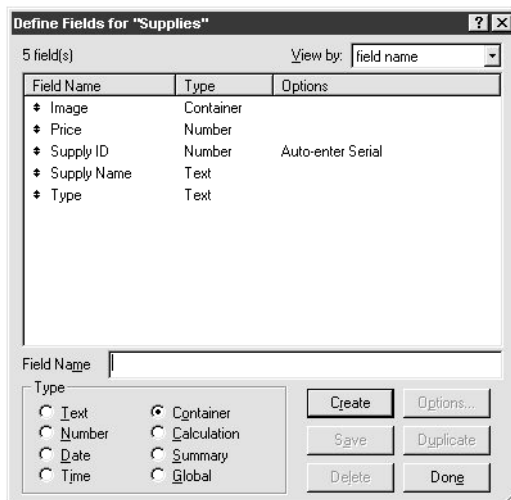 Define Fields for "Supplies"
5 field(s) View by: field name
Field Name Type Options
Image Container
Price Number
Supply ID Number Auto-enter Serial
Supply Name Text
Type Text
Field Name
Type
Text Container
Number Calculation
Date Summary
Time Global
Create Options...
Save Duplicate
Delete Done